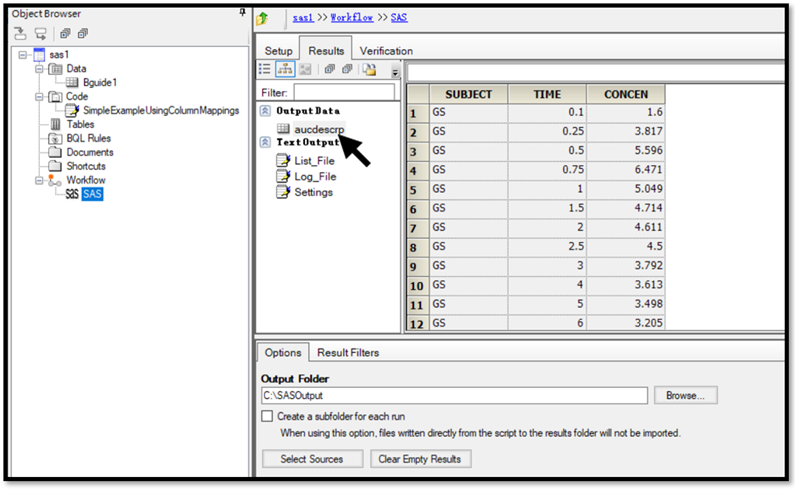 Object Browser
sas1
Data
Bguide1
Code
SimpleExampleUsingColumnMappings
Tables
BQL Rules
Documents
Shortcuts
Workflow
sas SAS
sas1 >> Workflow >> SAS
Setup Results Verification
Filter:
OutputData
aucdescrp
TextOutput
List_File
Log_File
Settings
SUBJECT TIME CONCEN
1 GS 0.1 1.6
2 GS 0.25 3.817
3 GS 0.5 5.596
4 GS 0.75 6.471
5 GS 1 5.049
6 GS 1.5 4.714
7 GS 2 4.611
8 GS 2.5 4.5
9 GS 3 3.792
10 GS 4 3.613
11 GS 5 3.498
12 GS 6 3.205
Options Result Filters
Output Folder
C:\SASOutput Browse...
Create a subfolder for each run
When using this option, files written directly from the script to the results folder will not be imported.
Select Sources Clear Empty Results